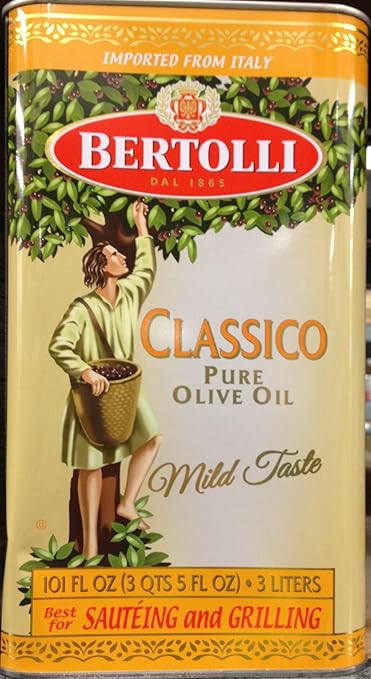 IMPORTED FROM ITALY
BERTOLLI
DAL 1865
CLASSICO
PURE
OLIVE OIL
Mild Taste
U
101 FL OZ (3 QTS 5 FL OZ) • 3 LITERS
Best for SAUTÉING and GRILLING